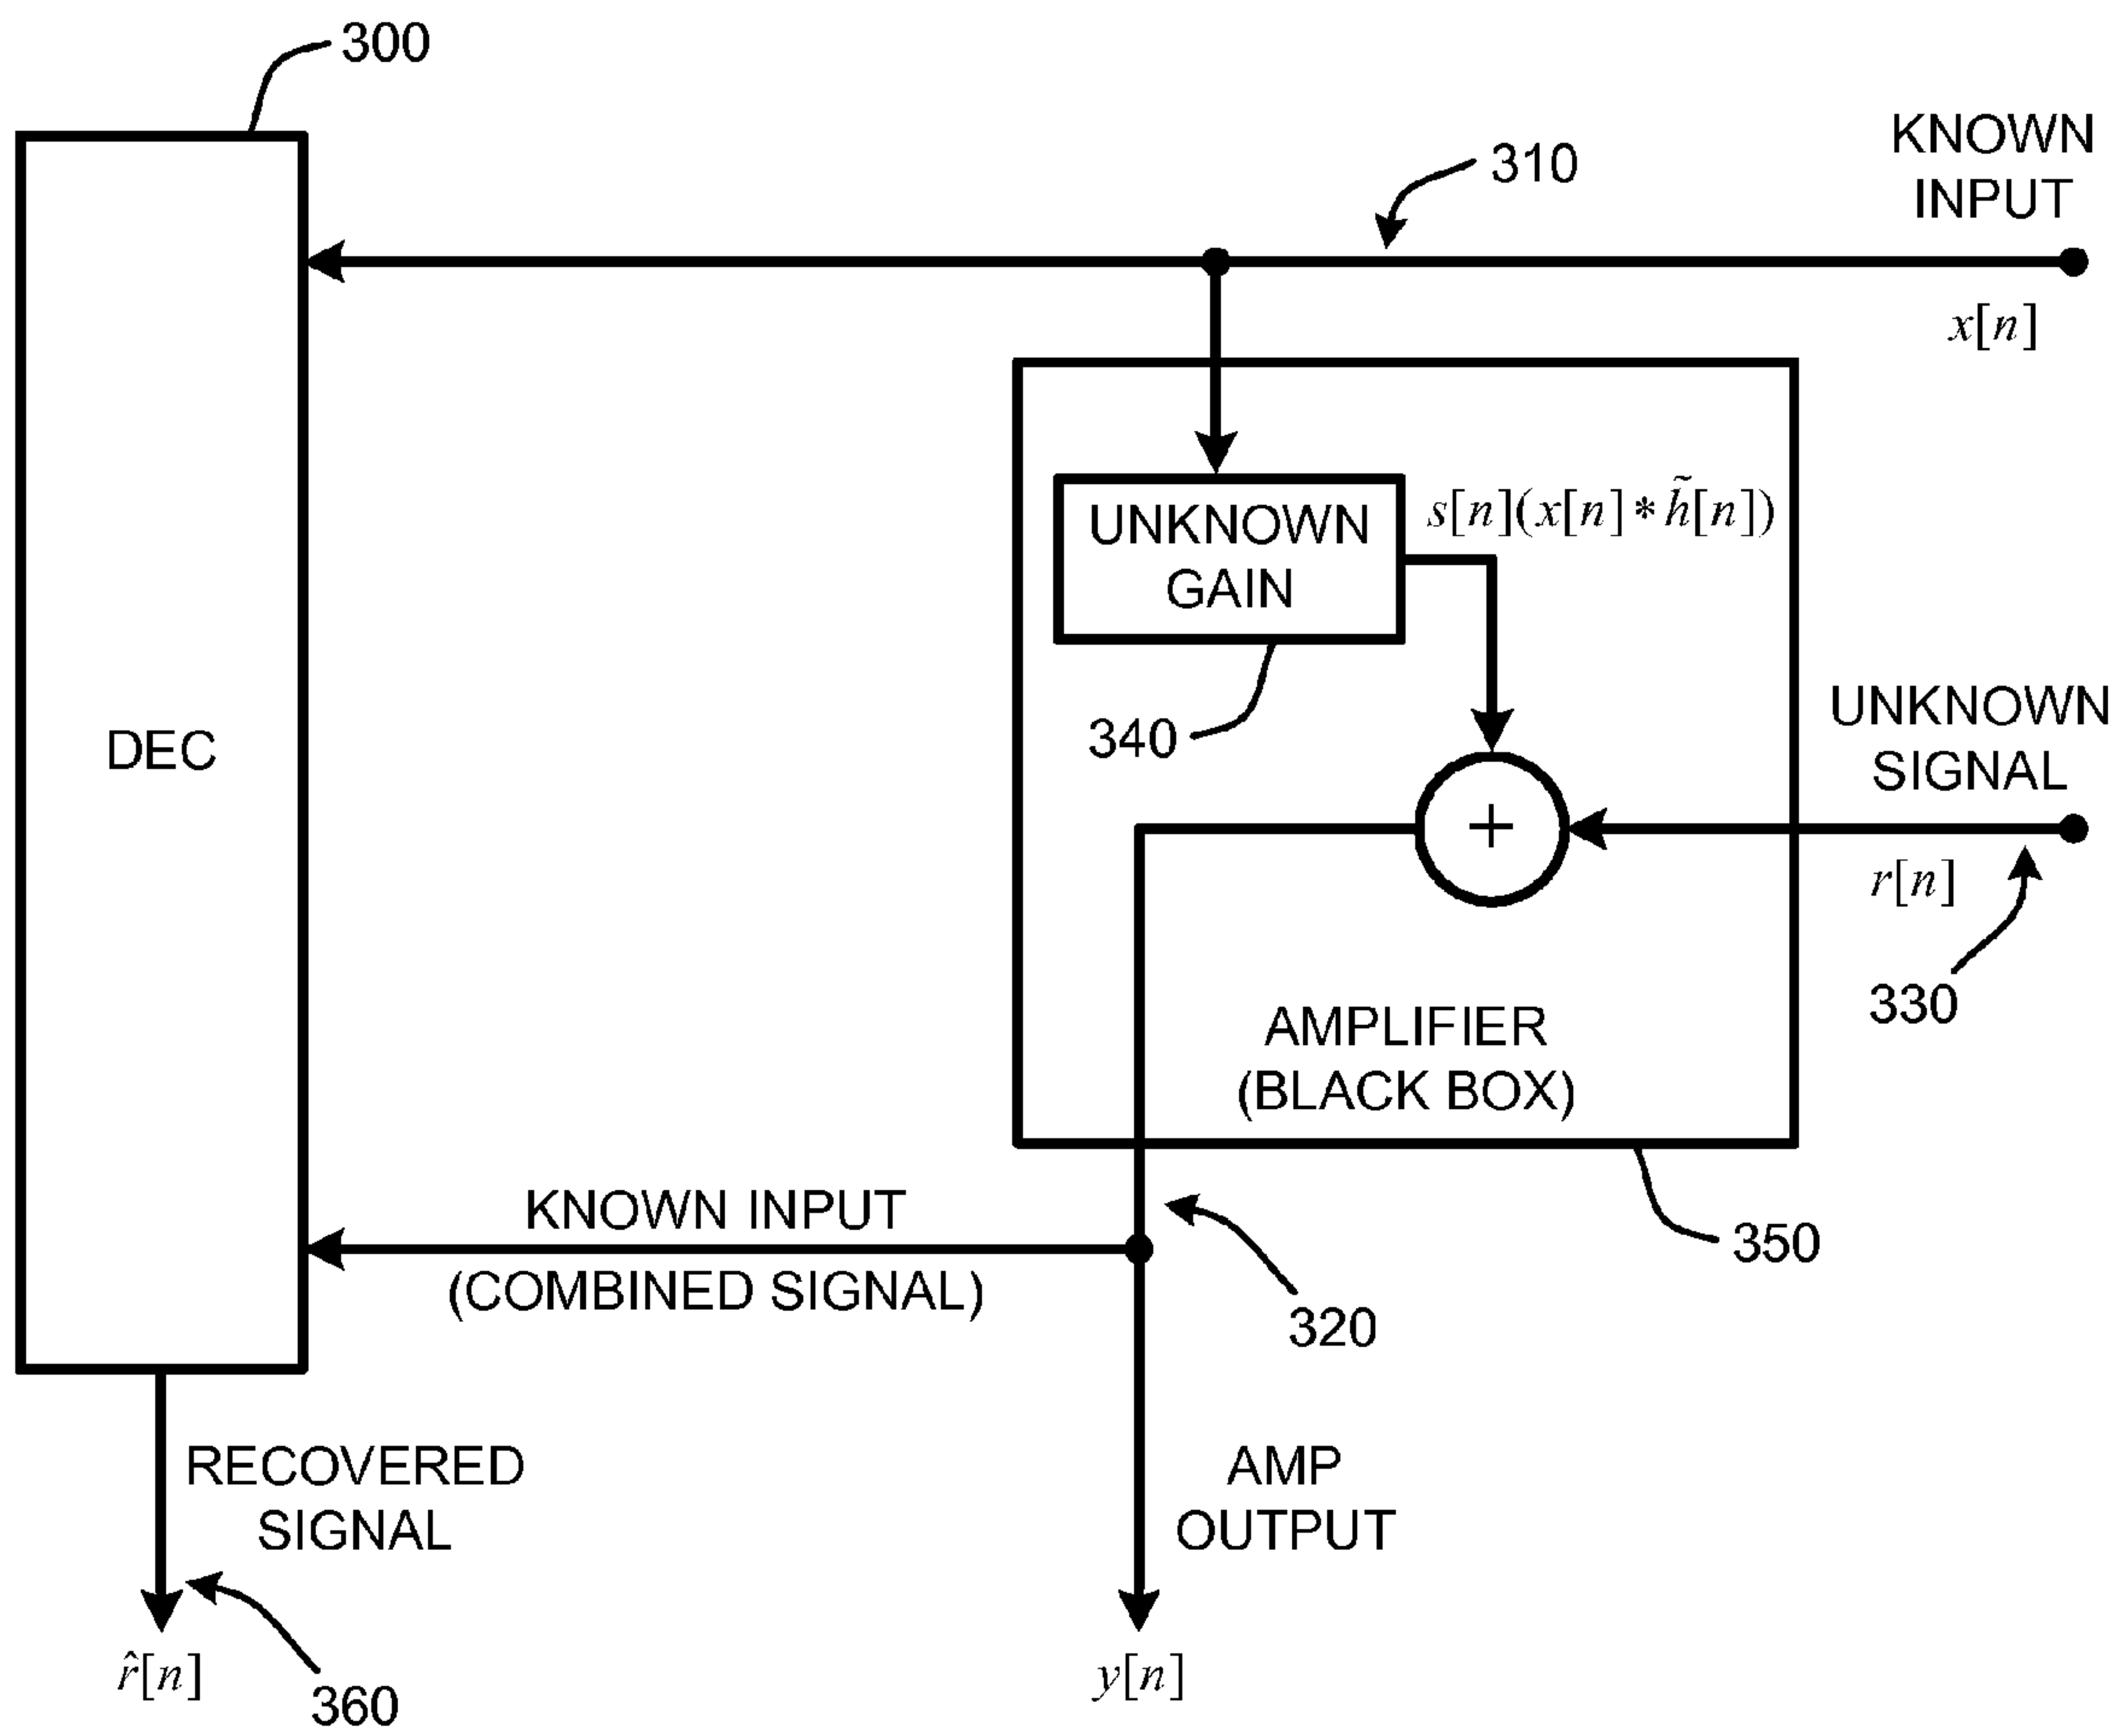 300
KNOWN
INPUT
310
x[n]
UNKNOWN
GAIN
s[n](x[n]*h̃[n])
340
UNKNOWN
SIGNAL
DEC
+
r[n]
330
AMPLIFIER
(BLACK BOX)
KNOWN INPUT
(COMBINED SIGNAL)
350
320
RECOVERED
SIGNAL
AMP
OUTPUT
r̂[n]
360
y[n]